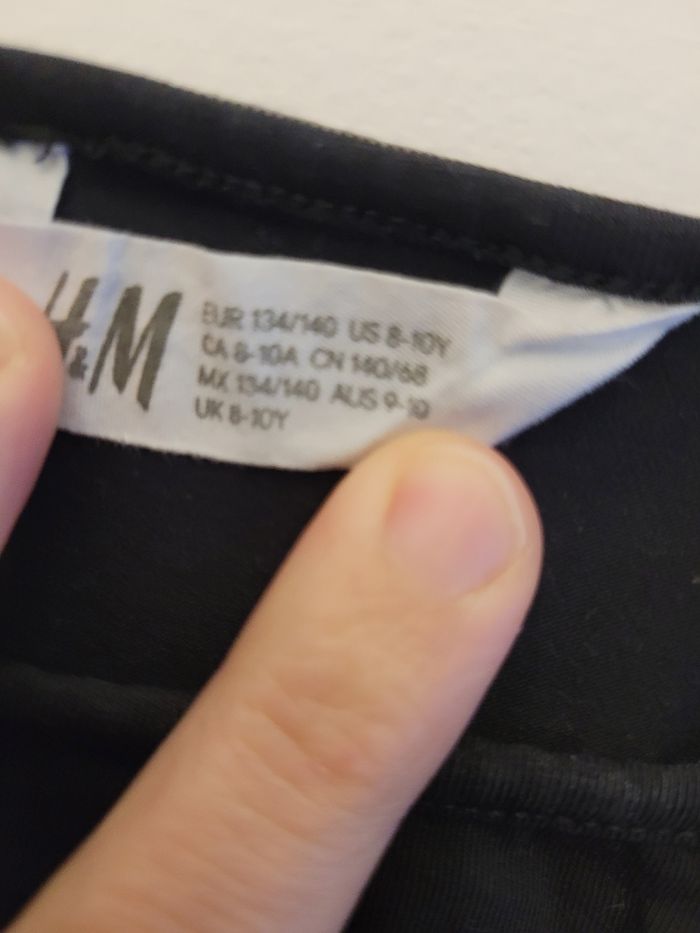 H&M
EUR 134/140 US 8-10Y
CA 8-10A CN 140/68
MX 134/140 AUS 9-10
UK 8-10Y